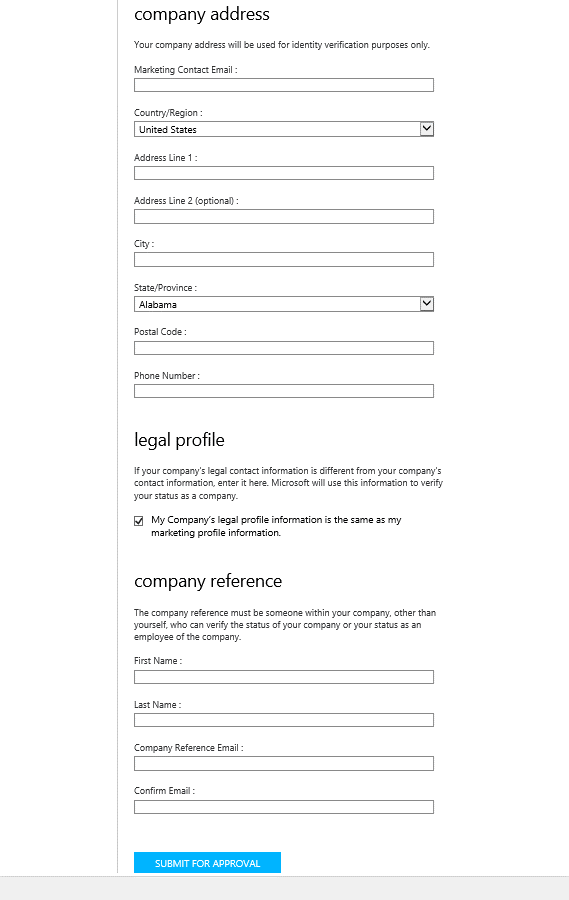 company address
Your company address will be used for identity verification purposes only.
Marketing Contact Email :
Country/Region :
United States
Address Line 1 :
Address Line 2 (optional) :
City :
State/Province :
Alabama
Postal Code :
Phone Number :
legal profile
If your company's legal contact information is different from your company's
contact information, enter it here. Microsoft will use this information to verify
your status as a company.
My Company's legal profile information is the same as my
marketing profile information.
company reference
The company reference must be someone within your company, other than
yourself, who can verify the status of your company or your status as an
employee of the company.
First Name :
Last Name :
Company Reference Email :
Confirm Email :
SUBMIT FOR APPROVAL